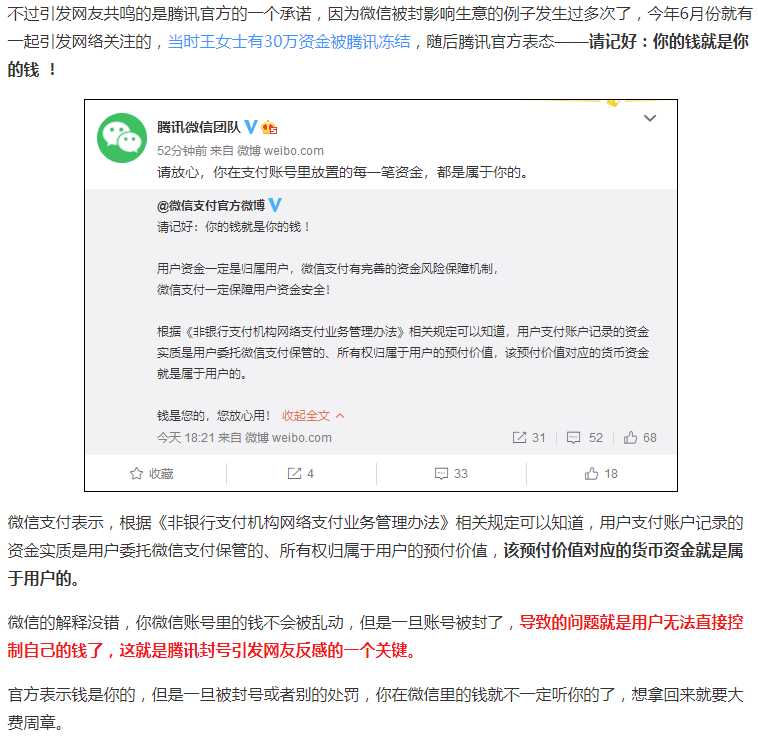 不过引发网友共鸣的是腾讯官方的一个承诺，因为微信被封影响生意的例子发生过多次了，今年6月份就有
一起引发网络关注的，当时王女士有30万资金被腾讯冻结，随后腾讯官方表态——请记好：你的钱就是你
的钱 ！
腾讯微信团队
52分钟前 来自 微博 weibo.com
请放心，你在支付账号里放置的每一笔资金，都是属于你的。
@微信支付官方微博
请记好：你的钱就是你的钱！
用户资金一定是归属用户，微信支付有完善的资金风险保障机制，
微信支付一定保障用户资金安全！
根据《非银行支付机构网络支付业务管理办法》相关规定可以知道，用户支付账户记录的资金
实质是用户委托微信支付保管的、所有权归属于用户的预付价值，该预付价值对应的货币资金
就是属于用户的。
钱是您的，您放心用！ 收起全文
今天 18:21 来自 微博 weibo.com 31 52 68
收藏 4 33 18
微信支付表示，根据《非银行支付机构网络支付业务管理办法》相关规定可以知道，用户支付账户记录的
资金实质是用户委托微信支付保管的、所有权归属于用户的预付价值，该预付价值对应的货币资金就是属
于用户的。
微信的解释没错，你微信账号里的钱不会被乱动，但是一旦账号被封了，导致的问题就是用户无法直接控
制自己的钱了，这就是腾讯封号引发网友反感的一个关键。
官方表示钱是你的，但是一旦被封号或者别的处罚，你在微信里的钱就不一定听你的了，想拿回来就要大
费周章。